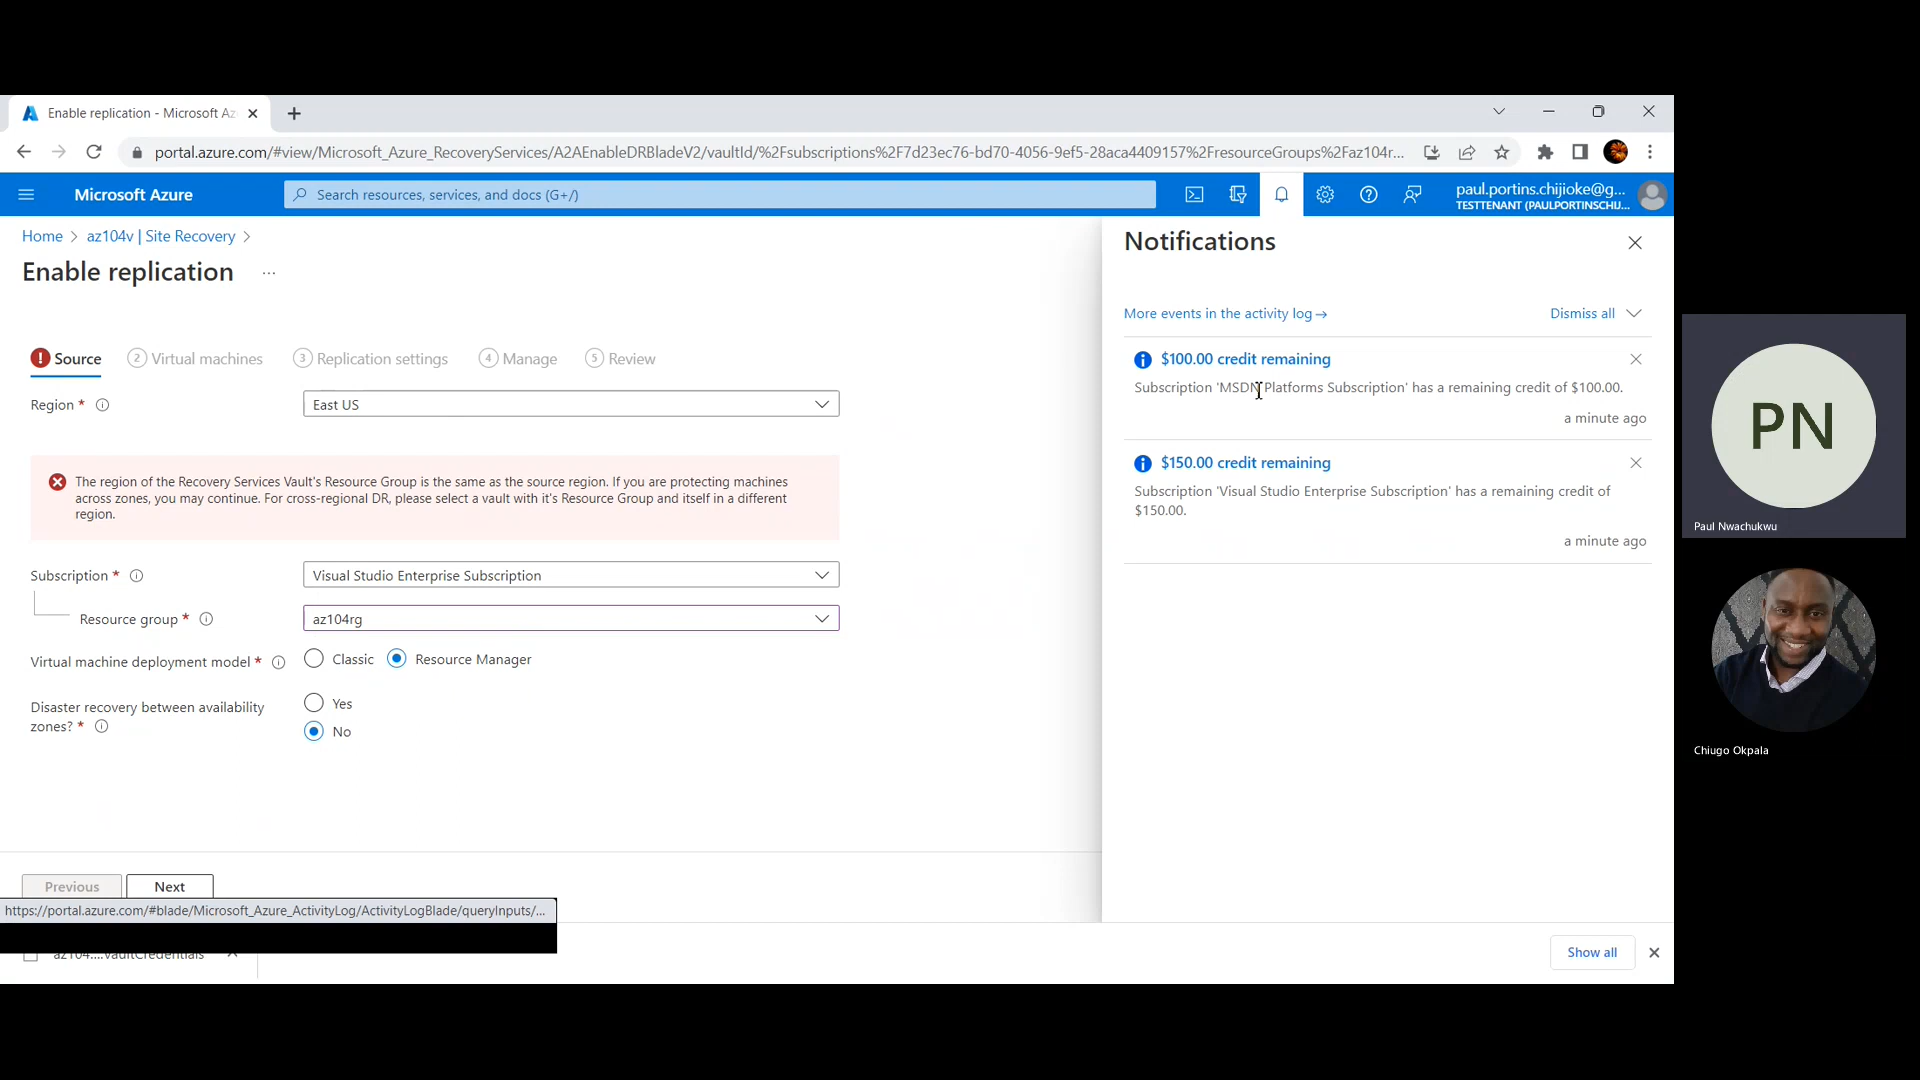 Enable replication - Microsoft Az
portal.azure.com/#view/Microsoft_Azure_RecoveryServices/A2AEnableDRBladeV2/vaultId/%2Fsubscriptions%2F7d23ec76-bd70-4056-9ef5-28aca4409157%2FresourceGroups%2Faz104r...
Microsoft Azure
Search resources, services, and docs (G+/)
paul.portins.chijioke@g...
TESTTENANT (PAULPORTINSCHIJ...
Home > az104v | Site Recovery >
Enable replication ...
Notifications
More events in the activity log →
Dismiss all
! Source
2 Virtual machines
3 Replication settings
4 Manage
5 Review
Region *
East US
The region of the Recovery Services Vault's Resource Group is the same as the source region. If you are protecting machines
across zones, you may continue. For cross-regional DR, please select a vault with it's Resource Group and itself in a different
region.
Subscription *
Visual Studio Enterprise Subscription
Resource group *
az104rg
Virtual machine deployment model *
Classic
Resource Manager
Disaster recovery between availability
zones? *
Yes
No
$100.00 credit remaining
Subscription 'MSDN Platforms Subscription' has a remaining credit of $100.00.
a minute ago
$150.00 credit remaining
Subscription 'Visual Studio Enterprise Subscription' has a remaining credit of
$150.00.
a minute ago
Previous
Next
https://portal.azure.com/#blade/Microsoft_Azure_ActivityLog/ActivityLogBlade/queryInputs/...
az104....VaultCredentials
Show all
PN
Paul Nwachukwu
Chiugo Okpala